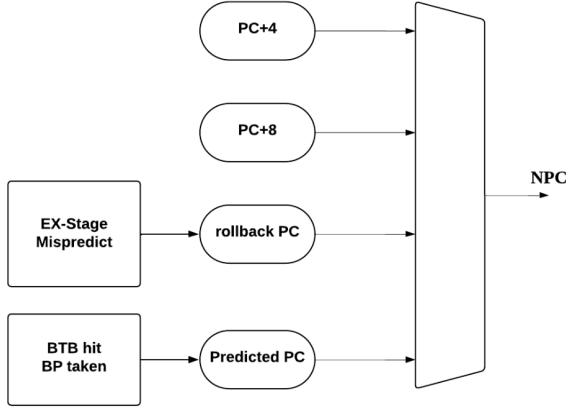 PC+4
PC+8
NPC
EX-Stage
Mispredict
rollback PC
BTB hit
BP taken
Predicted PC